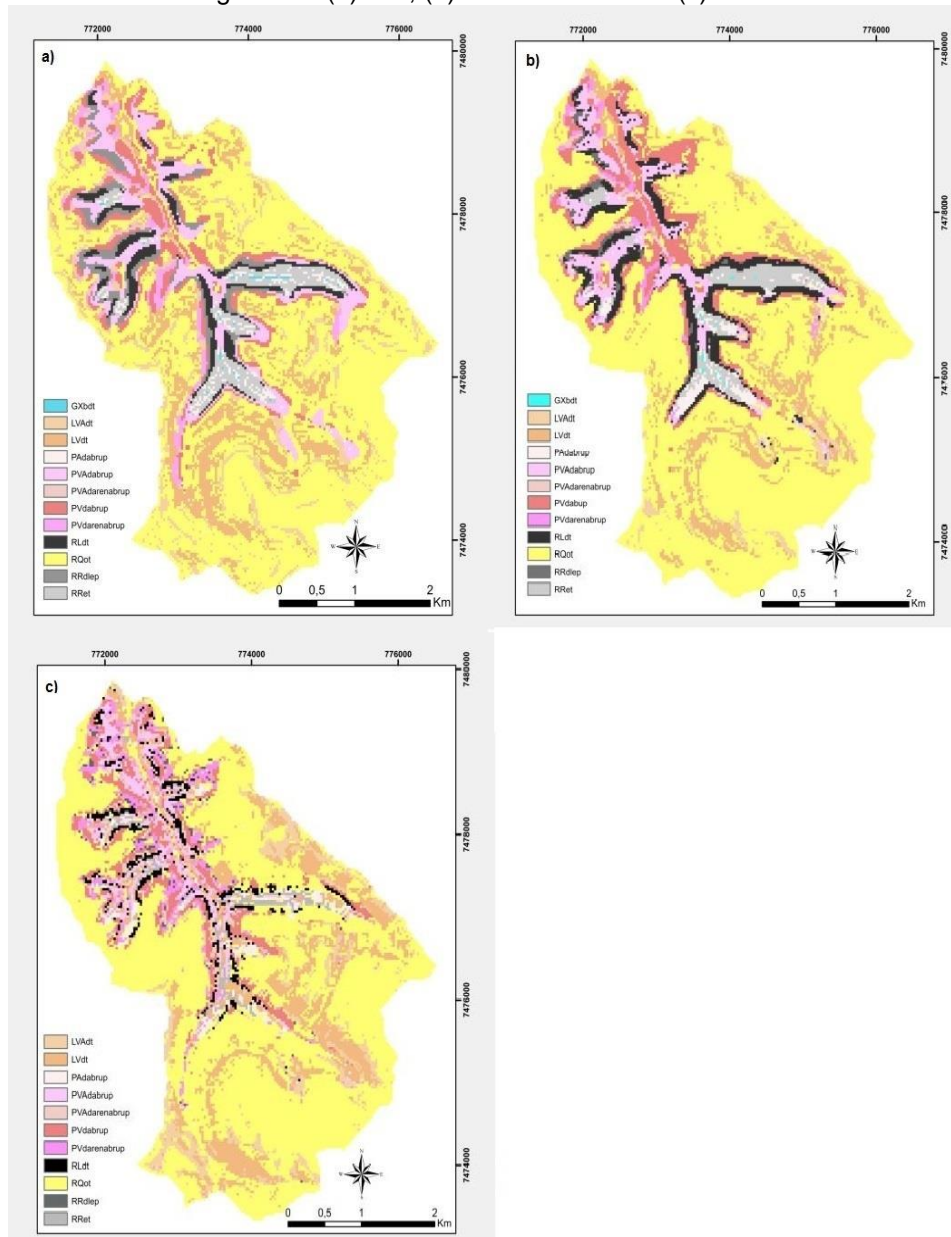 (a) (b) (c)
772000 774000 776000
a)
7480000
7478000
7476000
7474000
GXbdt
LVAdt
LVdt
PAdabrup
PVAdabrup
PVAdarenabrup
PVdabrup
PVdarenabrup
RLdt
RQot
RRdlep
RRet
N
W E
S
0 0,5 1 2
Km
772000 774000 776000
b)
7480000
7478000
7476000
7474000
GXbdt
LVAdt
LVdt
PAdabrup
PVAdabrup
PVAdarenabrup
PVdabup
PVdarenabrup
RLdt
RQot
RRdlep
RRet
N
W E
S
0 0,5 1 2
Km
772000 774000 776000
c)
7480000
7478000
7476000
7474000
LVAdt
LVdt
PAdabrup
PVAdabrup
PVAdarenabrup
PVdabrup
PVdarenabrup
RLdt
RQot
RRdlep
RRet
N
W E
S
0 0,5 1 2
Km